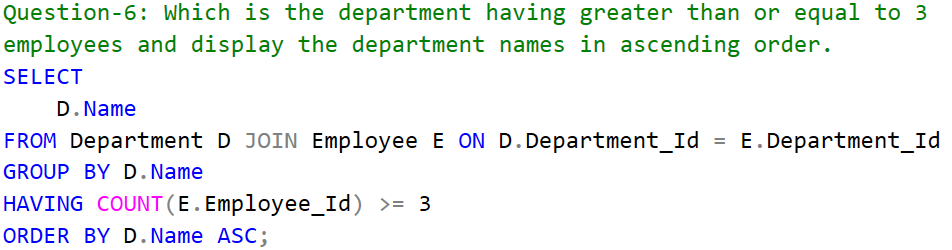 Question-6: Which is the department having greater than or equal to 3
employees and display the department names in ascending order.
SELECT
    D.Name
FROM Department D JOIN Employee E ON D.Department_Id = E.Department_Id
GROUP BY D.Name
HAVING COUNT(E.Employee_Id) >= 3
ORDER BY D.Name ASC;